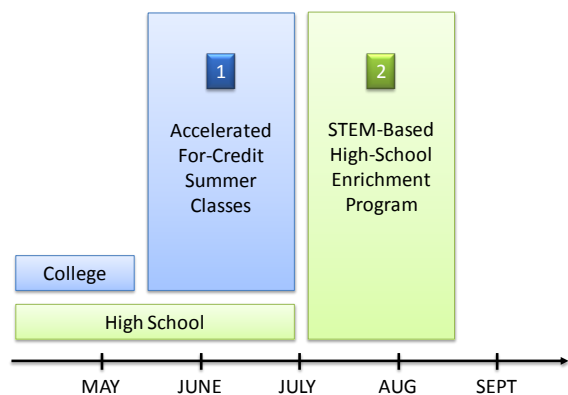 1
Accelerated
For-Credit
Summer
Classes
2
STEM-Based
High-School
Enrichment
Program
College
High School
MAY JUNE JULY AUG SEPT